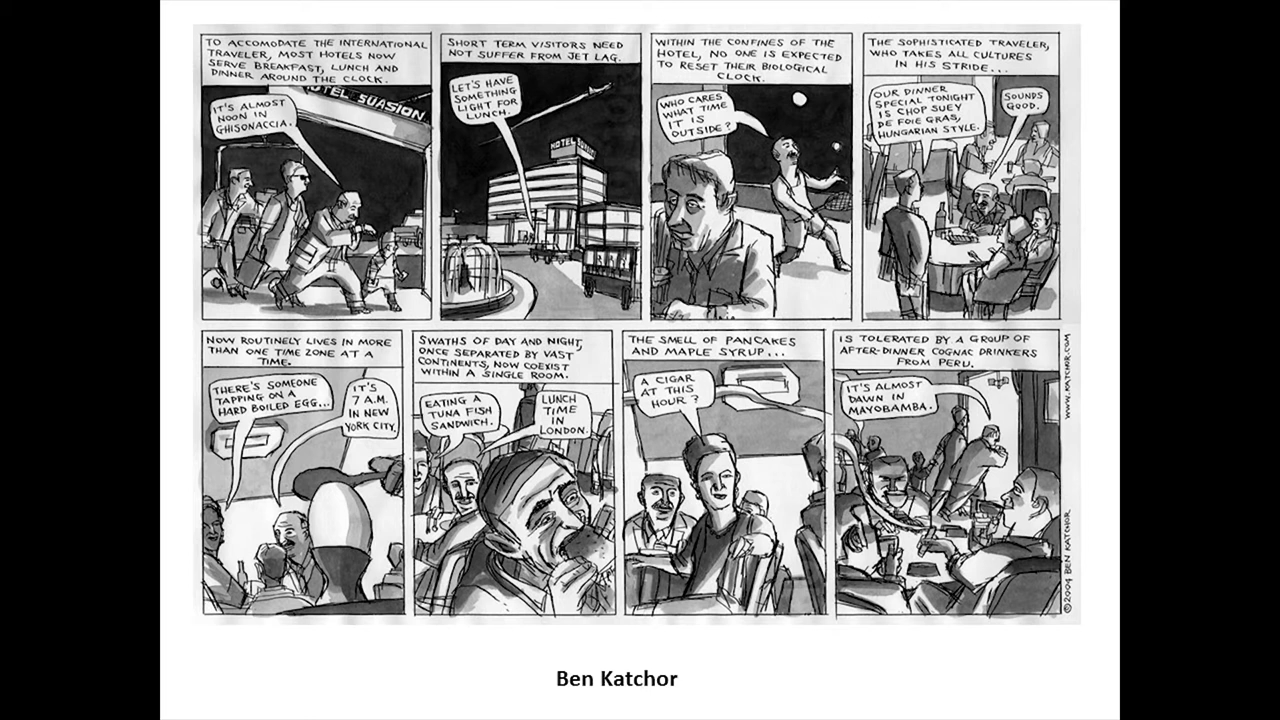 TO ACCOMODATE THE INTERNATIONAL
TRAVELER, MOST HOTELS NOW
SERVE BREAKFAST, LUNCH AND
DINNER AROUND THE CLOCK.
IT'S ALMOST
NOON IN
GHISONACCIA.
HOTEL SUASION
SHORT TERM VISITORS NEED
NOT SUFFER FROM JET LAG.
LET'S HAVE
SOMETHING
LIGHT FOR
LUNCH.
HOTEL SUASION
WITHIN THE CONFINES OF THE
HOTEL, NO ONE IS EXPECTED
TO RESET THEIR BIOLOGICAL
CLOCK.
WHO CARES
WHAT TIME
IT IS
OUTSIDE?
THE SOPHISTICATED TRAVELER,
WHO TAKES ALL CULTURES
IN HIS STRIDE...
OUR DINNER
SPECIAL TONIGHT
IS CHOP SUEY
DE FOIE GRAS,
HUNGARIAN STYLE.
SOUNDS
GOOD.
NOW ROUTINELY LIVES IN MORE
THAN ONE TIME ZONE AT A
TIME.
THERE'S SOMEONE
TAPPING ON A
HARD BOILED EGG...
IT'S
7 A.M.
IN NEW
YORK CITY.
SWATHS OF DAY AND NIGHT,
ONCE SEPARATED BY VAST
CONTINENTS, NOW COEXIST
WITHIN A SINGLE ROOM.
EATING A
TUNA FISH
SANDWICH.
LUNCH
TIME
IN
LONDON.
THE SMELL OF PANCAKES
AND MAPLE SYRUP...
A CIGAR
AT THIS
HOUR?
IS TOLERATED BY A GROUP OF
AFTER-DINNER COGNAC DRINKERS
FROM PERU.
IT'S ALMOST
DAWN IN
MAYOBAMBA.
WWW.KATCHOR.COM
©2004 BEN KATCHOR
Ben Katchor